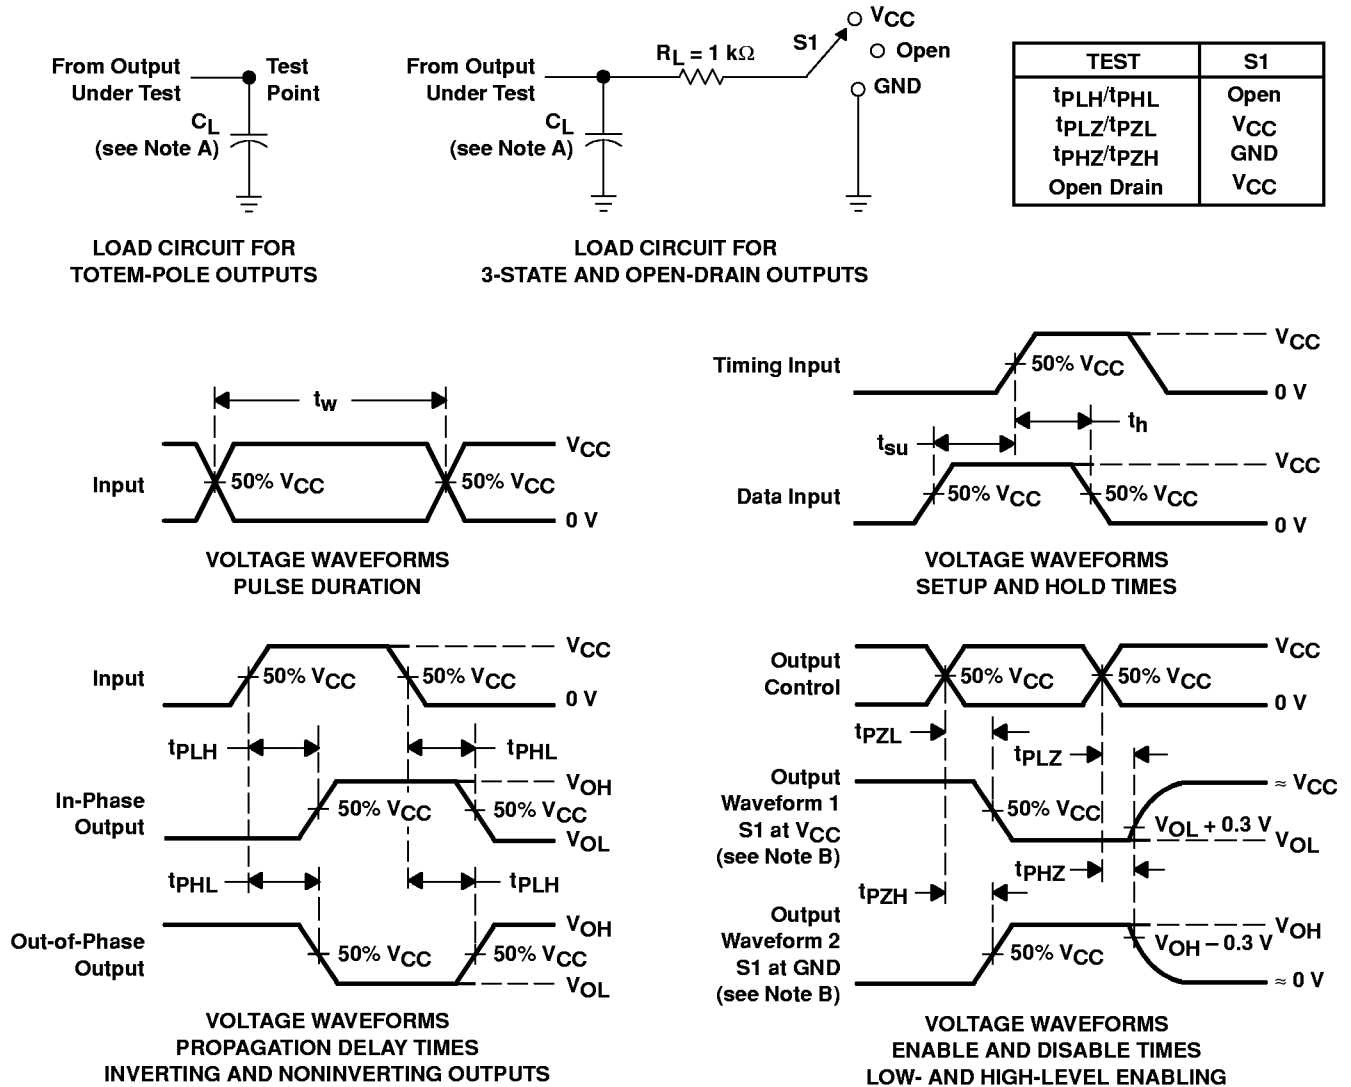 From Output
Under Test
Test
Point
CL
(see Note A)
LOAD CIRCUIT FOR
TOTEM-POLE OUTPUTS
From Output
Under Test
CL
(see Note A)
RL = 1 kΩ
S1
VCC
Open
GND
LOAD CIRCUIT FOR
3-STATE AND OPEN-DRAIN OUTPUTS
TEST S1
tPLH/tPHL Open
tPLZ/tPZL VCC
tPHZ/tPZH GND
Open Drain VCC
tw
Input
50% VCC
50% VCC
VCC
0 V
VOLTAGE WAVEFORMS
PULSE DURATION
Timing Input
50% VCC
VCC
0 V
th
tsu
Data Input
50% VCC
50% VCC
VCC
0 V
VOLTAGE WAVEFORMS
SETUP AND HOLD TIMES
Input
50% VCC
50% VCC
VCC
0 V
tPLH
tPHL
In-Phase
Output
50% VCC
50% VCC
VOH
VOL
tPHL
tPLH
Out-of-Phase
Output
50% VCC
50% VCC
VOH
VOL
VOLTAGE WAVEFORMS
PROPAGATION DELAY TIMES
INVERTING AND NONINVERTING OUTPUTS
Output
Control
50% VCC
50% VCC
VCC
0 V
tPZL
tPLZ
Output
Waveform 1
S1 at VCC
(see Note B)
50% VCC
VOL + 0.3 V
≈ VCC
VOL
tPZH
tPHZ
Output
Waveform 2
S1 at GND
(see Note B)
50% VCC
VOH − 0.3 V
VOH
≈ 0 V
VOLTAGE WAVEFORMS
ENABLE AND DISABLE TIMES
LOW- AND HIGH-LEVEL ENABLING